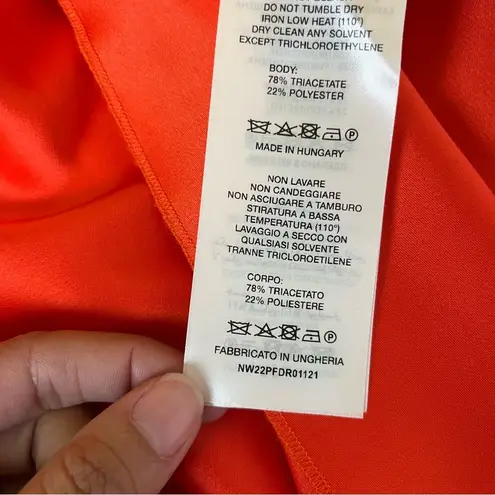 DO NOT TUMBLE DRY
IRON LOW HEAT (110°)
DRY CLEAN ANY SOLVENT
EXCEPT TRICHLOROETHYLENE
BODY:
78% TRIACETATE
22% POLYESTER
P
MADE IN HUNGARY
NON LAVARE
NON CANDEGGIARE
NON ASCIUGARE A TAMBURO
STIRATURA A BASSA
TEMPERATURA (110°)
LAVAGGIO A SECCO CON
QUALSIASI SOLVENTE
TRANNE TRICLOROETILENE
CORPO:
78% TRIACETATO
22% POLIESTERE
P
FABBRICATO IN UNGHERIA
NW22PFDR01121